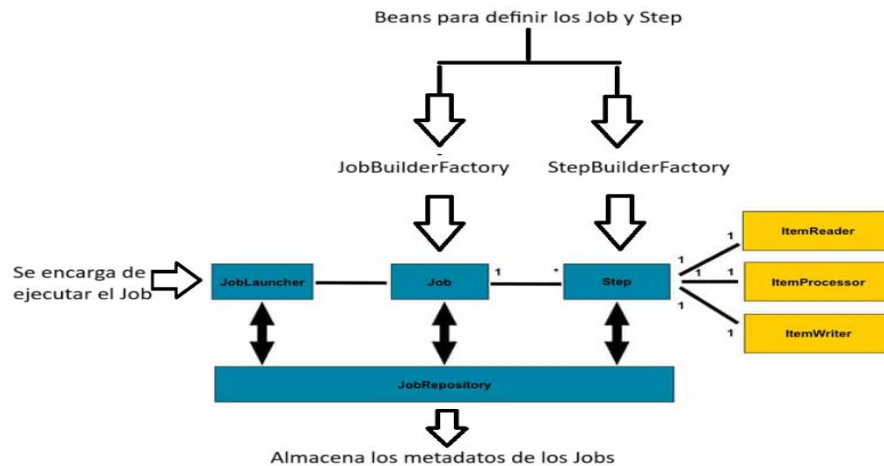 Beans para definir los Job y Step
JobBuilderFactory
StepBuilderFactory
Se encarga de
ejecutar el Job
JobLauncher
Job
1
*
Step
1
1
1
1
1
1
ItemReader
ItemProcessor
ItemWriter
JobRepository
Almacena los metadatos de los Jobs